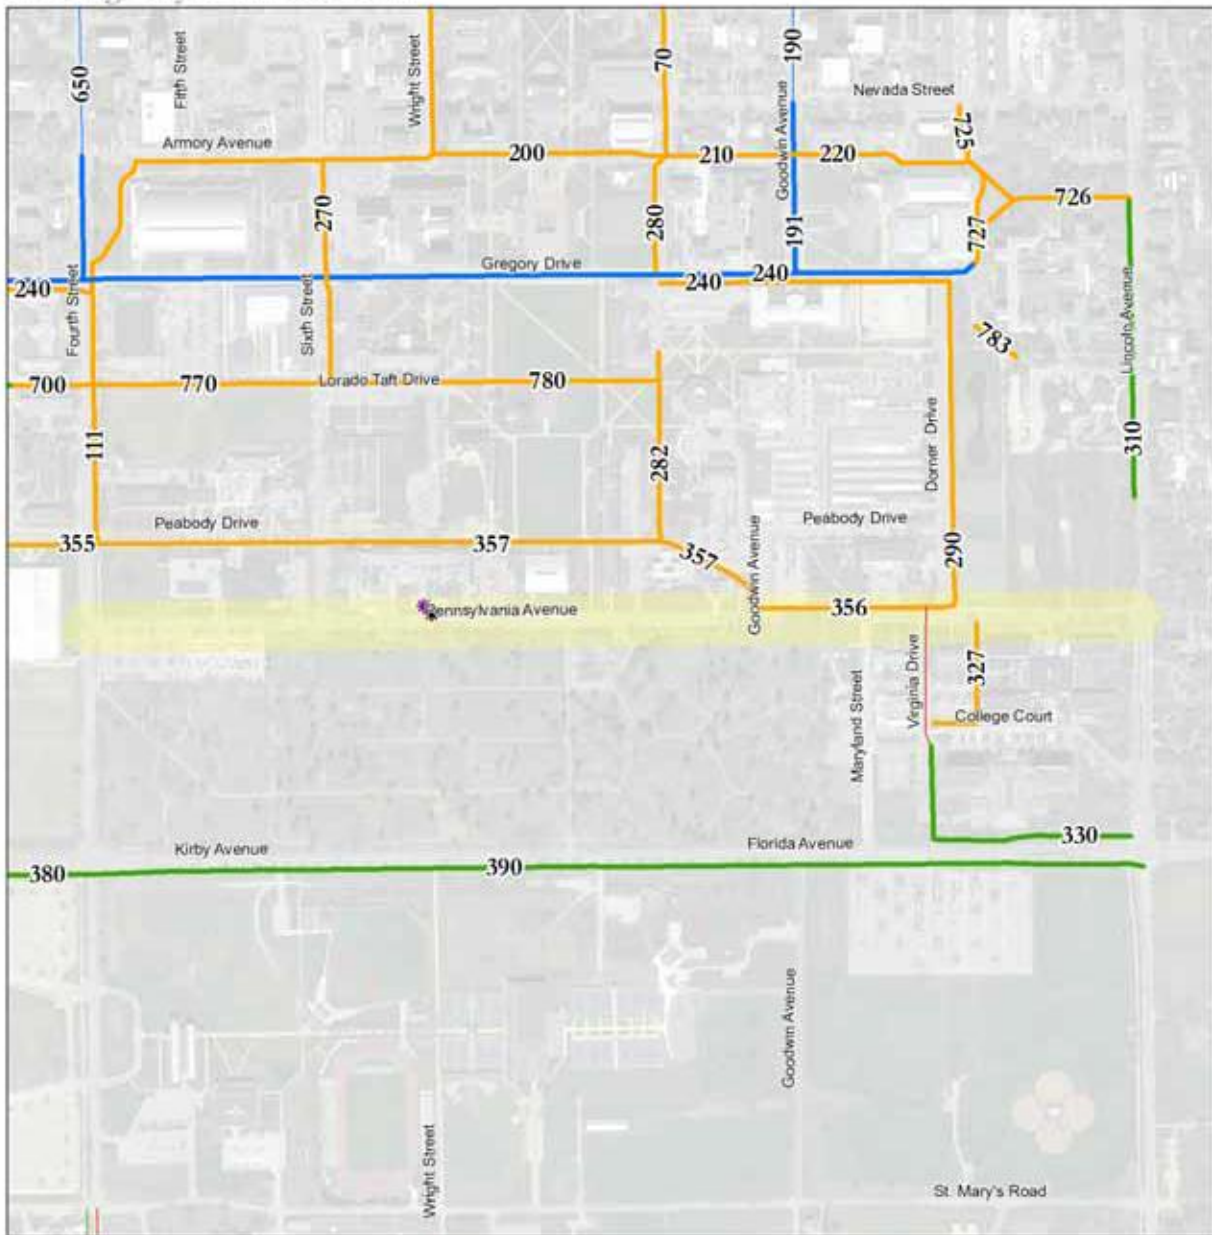 650
Fifth Street
Wright Street
70
190
Nevada Street
Armory Avenue
200
210
Goodwin Avenue
220
725
270
280
191
726
727
Gregory Drive
240
240
240
Fourth Street
Sixth Street
783
Lincoln Avenue
700
770
Lorado Taft Drive
780
111
282
Dorner Drive
310
Peabody Drive
Peabody Drive
355
357
357
290
Goodwin Avenue
Pennsylvania Avenue
356
Maryland Street
Virginia Drive
327
College Court
Kirby Avenue
Florida Avenue
330
380
390
Goodwin Avenue
Wright Street
St. Mary's Road